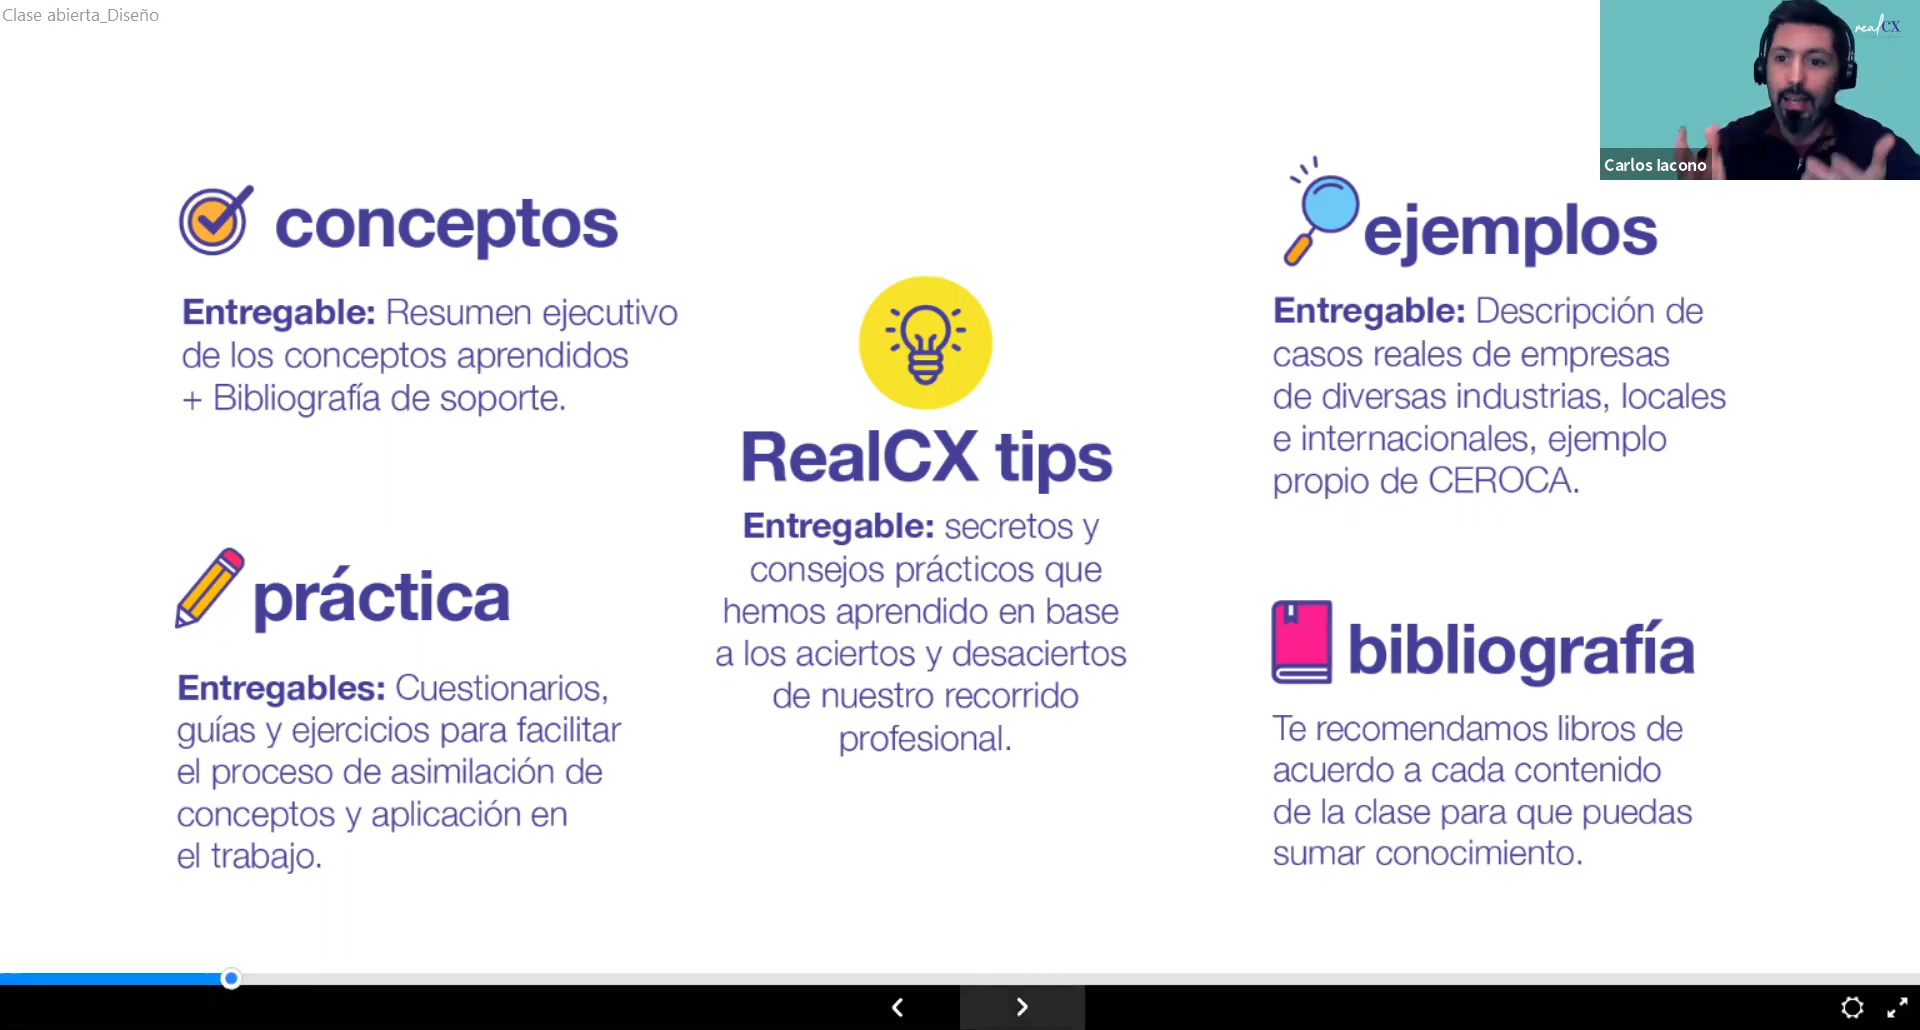 Clase abierta_Diseño
real CX
Carlos Iacono
conceptos
Entregable: Resumen ejecutivo
de los conceptos aprendidos
+ Bibliografía de soporte.
práctica
Entregables: Cuestionarios,
guías y ejercicios para facilitar
el proceso de asimilación de
conceptos y aplicación en
el trabajo.
RealCX tips
Entregable: secretos y
consejos prácticos que
hemos aprendido en base
a los aciertos y desaciertos
de nuestro recorrido
profesional.
ejemplos
Entregable: Descripción de
casos reales de empresas
de diversas industrias, locales
e internacionales, ejemplo
propio de CEROCA.
bibliografía
Te recomendamos libros de
acuerdo a cada contenido
de la clase para que puedas
sumar conocimiento.